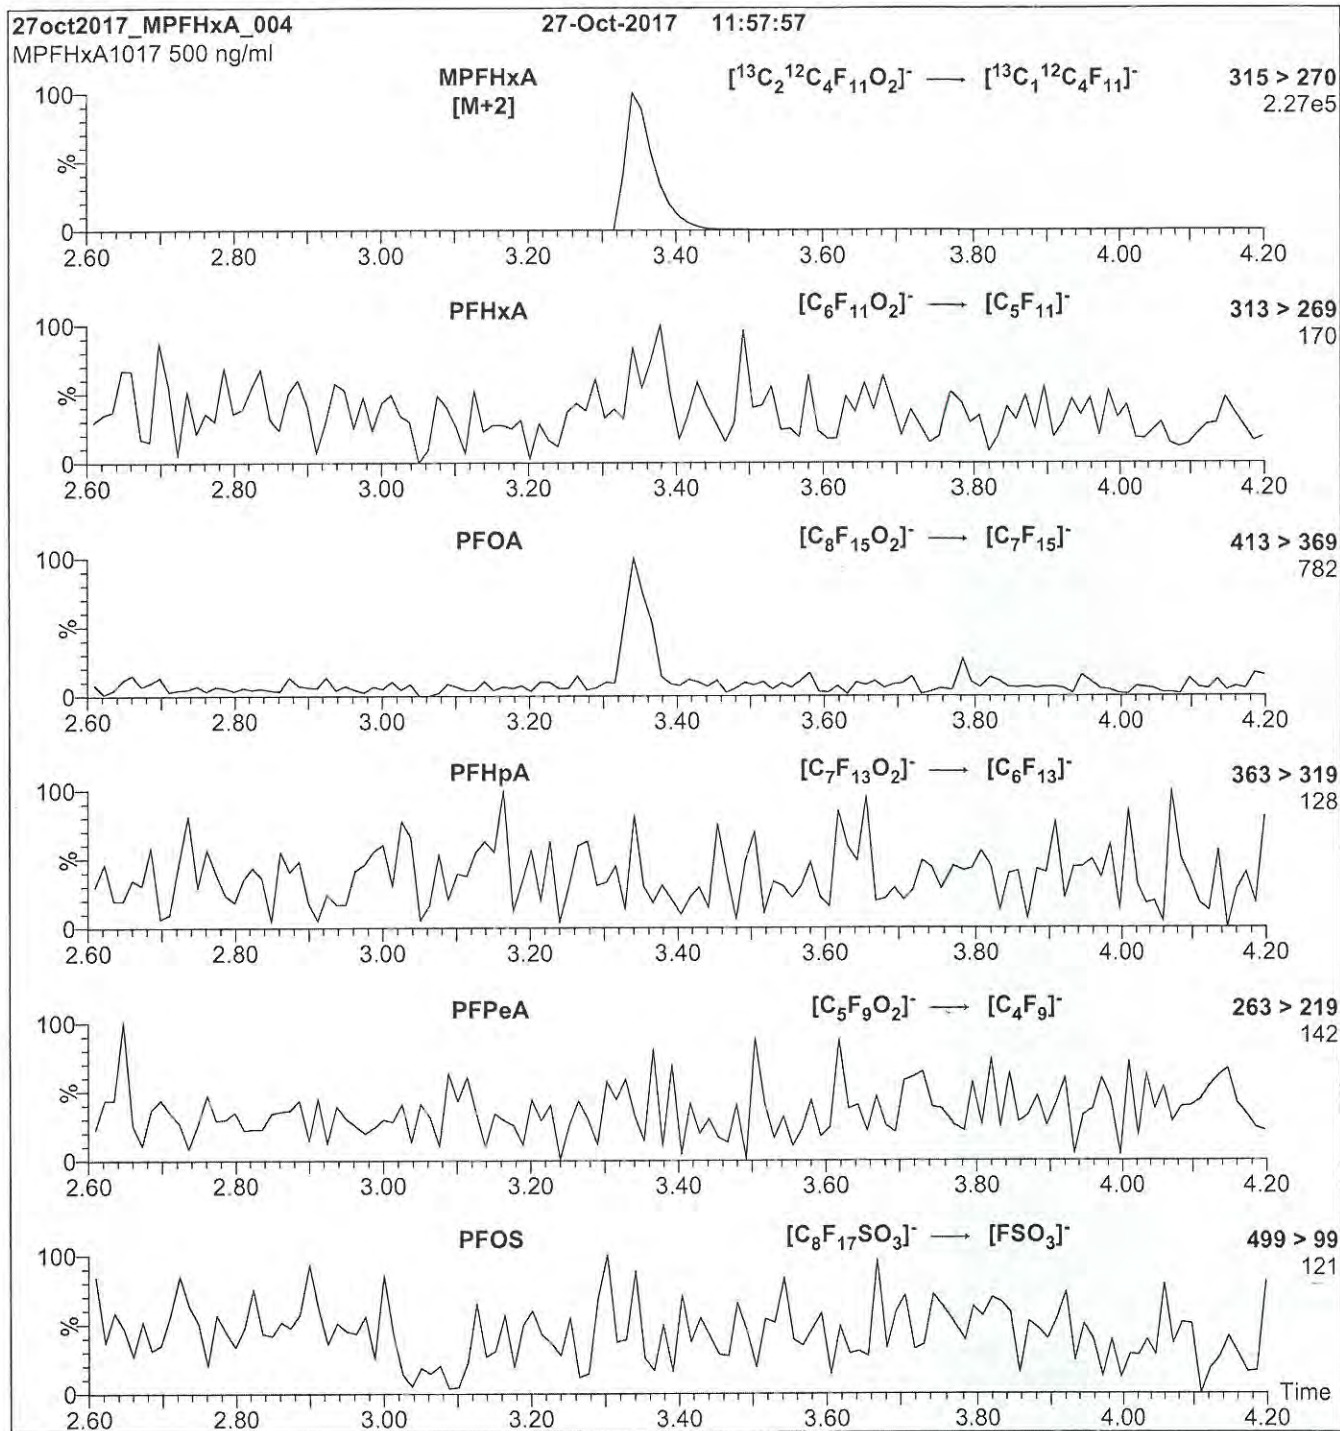 27oct2017_MPFHxA_004 27-Oct-2017 11:57:57
MPFHxA1017 500 ng/ml
MPFHxA [¹³C₂¹²C₄F₁₁O₂]⁻ ⟶ [¹³C₁¹²C₄F₁₁]⁻ 315 > 270
[M+2] 2.27e5
100
%
0
2.60 2.80 3.00 3.20 3.40 3.60 3.80 4.00 4.20
PFHxA [C₆F₁₁O₂]⁻ ⟶ [C₅F₁₁]⁻ 313 > 269
170
100
%
0
2.60 2.80 3.00 3.20 3.40 3.60 3.80 4.00 4.20
PFOA [C₈F₁₅O₂]⁻ ⟶ [C₇F₁₅]⁻ 413 > 369
782
100
%
0
2.60 2.80 3.00 3.20 3.40 3.60 3.80 4.00 4.20
PFHpA [C₇F₁₃O₂]⁻ ⟶ [C₆F₁₃]⁻ 363 > 319
128
100
%
0
2.60 2.80 3.00 3.20 3.40 3.60 3.80 4.00 4.20
PFPeA [C₅F₉O₂]⁻ ⟶ [C₄F₉]⁻ 263 > 219
142
100
%
0
2.60 2.80 3.00 3.20 3.40 3.60 3.80 4.00 4.20
PFOS [C₈F₁₇SO₃]⁻ ⟶ [FSO₃]⁻ 499 > 99
121
100
%
0
Time
2.60 2.80 3.00 3.20 3.40 3.60 3.80 4.00 4.20